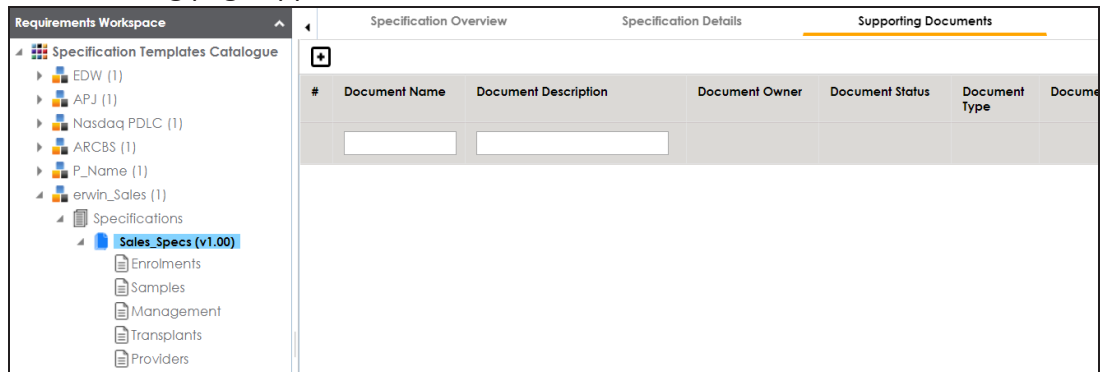 Requirements Workspace
Specification Overview Specification Details Supporting Documents
Specification Templates Catalogue
EDW (1)
APJ (1)
Nasdaq PDLC (1)
ARCBS (1)
P_Name (1)
erwin_Sales (1)
Specifications
Sales_Specs (v1.00)
Enrolments
Samples
Management
Transplants
Providers
# Document Name Document Description Document Owner Document Status Document Type Docume